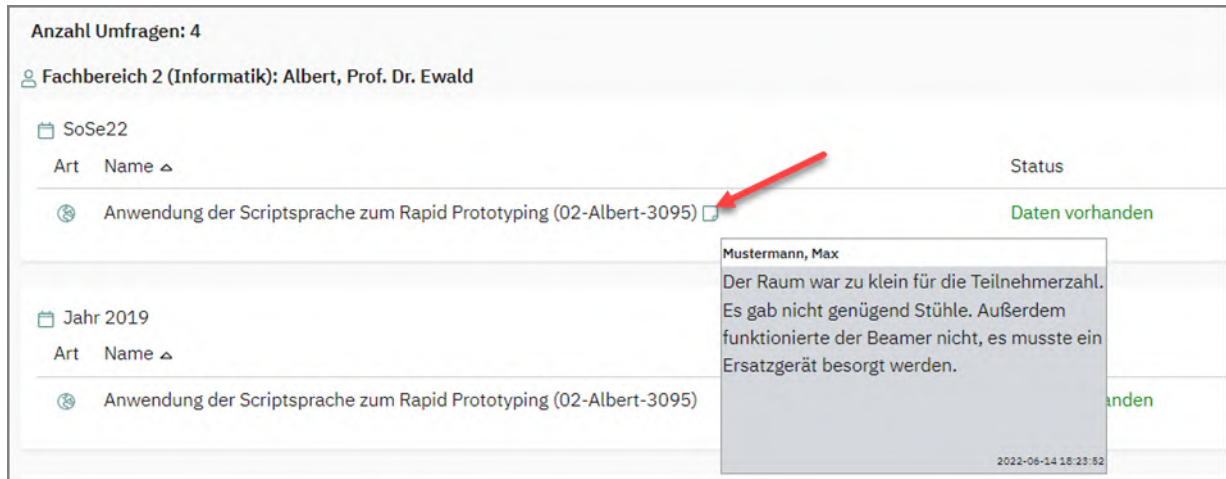 Anzahl Umfragen: 4
Fachbereich 2 (Informatik): Albert, Prof. Dr. Ewald
SoSe22
Art Name Status
Anwendung der Scriptsprache zum Rapid Prototyping (02-Albert-3095) Daten vorhanden
Mustermann, Max
Der Raum war zu klein für die Teilnehmerzahl.
Es gab nicht genügend Stühle. Außerdem
funktionierte der Beamer nicht, es musste ein
Ersatzgerät besorgt werden.
2022-06-14 18:23:52
Jahr 2019
Art Name
Anwendung der Scriptsprache zum Rapid Prototyping (02-Albert-3095) anden